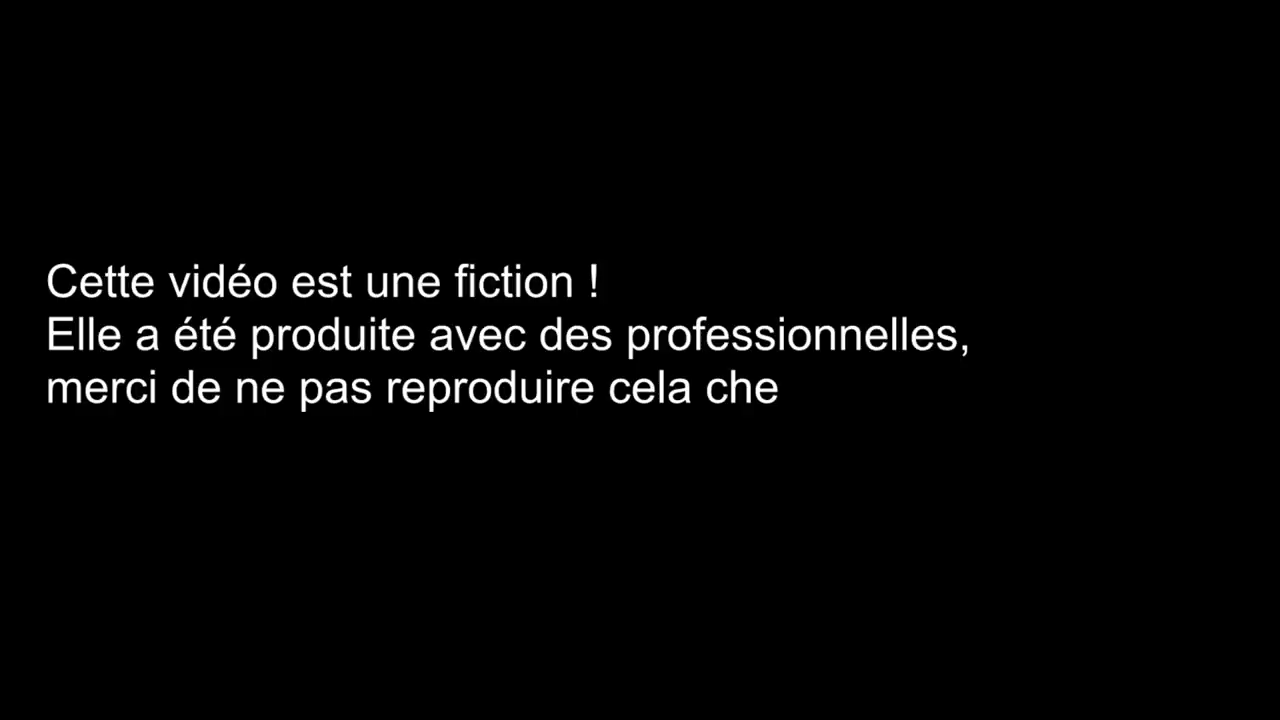 Cette vidéo est une fiction !
Elle a été produite avec des professionnelles,
merci de ne pas reproduire cela che